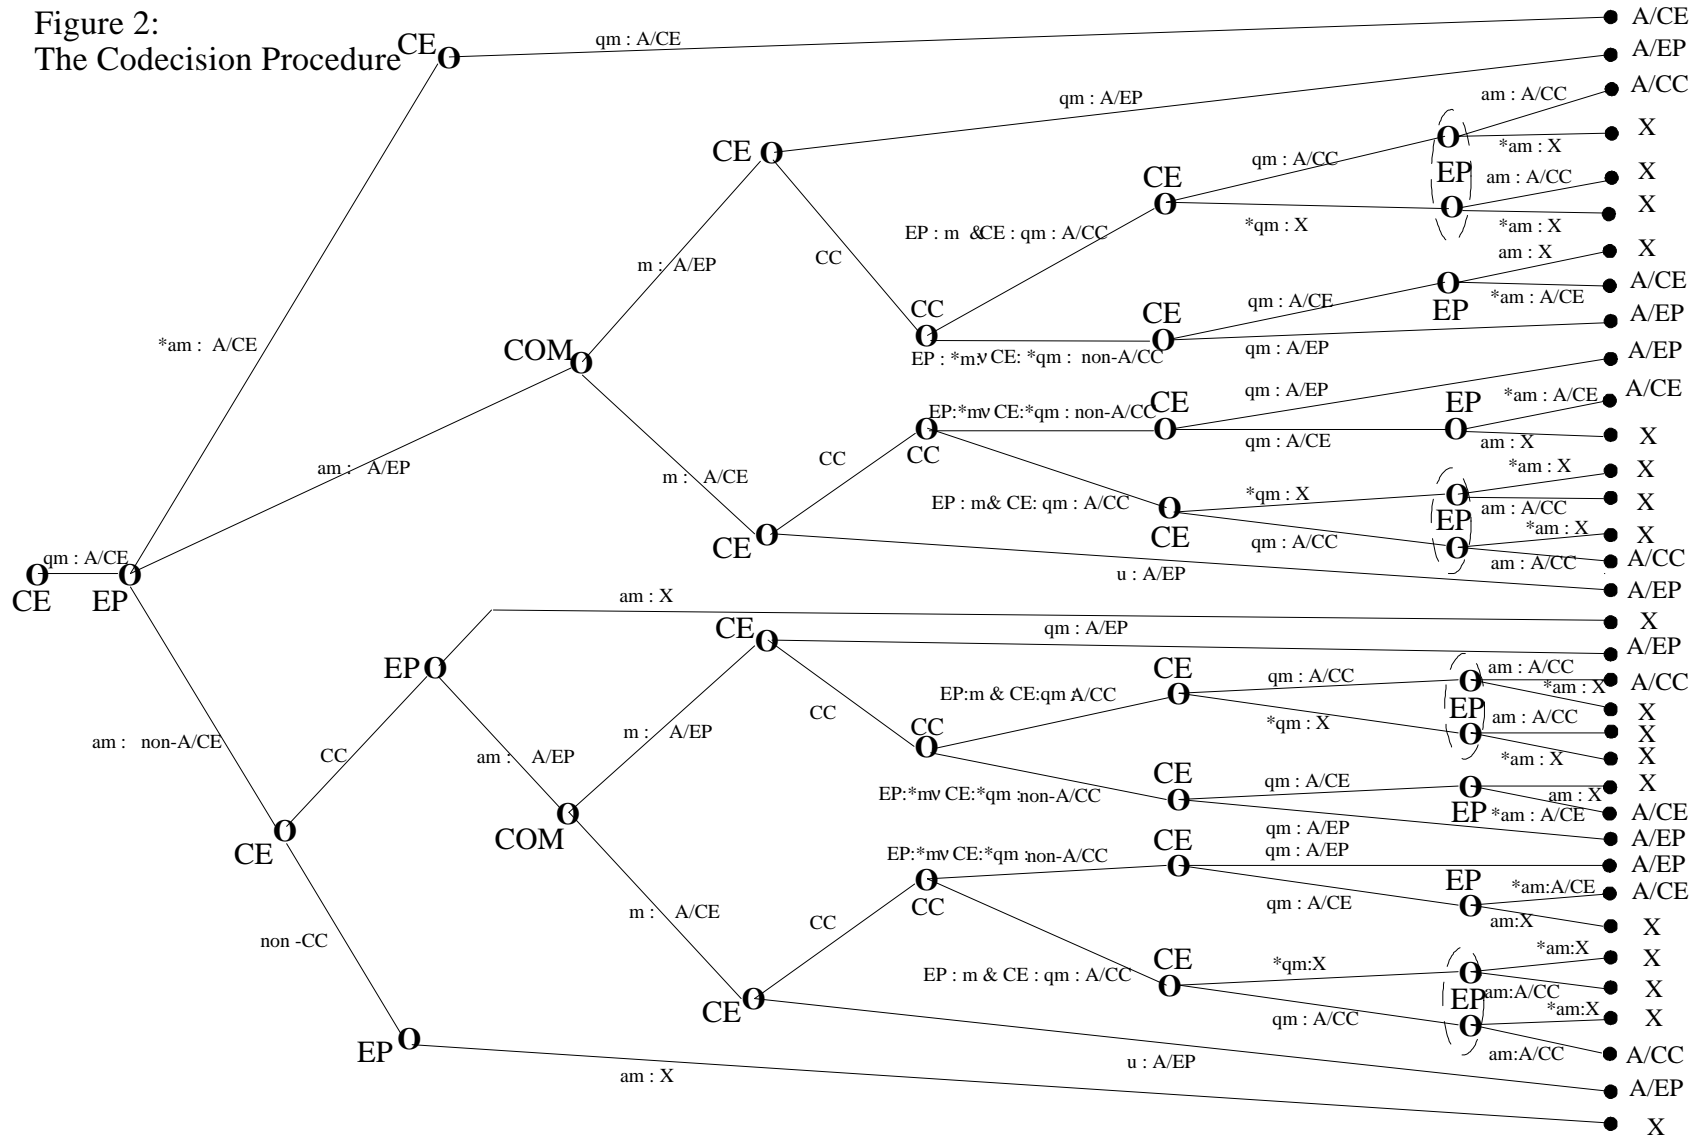 Figure 2:
The Codecision Procedure
CE
qm : A/CE
A/CE
A/EP
qm : A/EP
am : A/CC
A/CC
CE
*am : X
X
qm : A/CC
CE
EP
am : A/CC
X
*qm : X
*am : X
X
EP : m & CE : qm : A/CC
m : A/EP
CC
am : X
X
CC
CE
qm : A/CE
EP
*am : A/CE
A/CE
*am : A/CE
COM
EP : *m:ν CE: *qm : non-A/CC
qm : A/EP
A/EP
A/EP
qm : A/EP
EP:*mν CE:*qm : non-A/CC
CE
EP
*am : A/CE
A/CE
qm : A/CE
am : X
X
am : A/EP
m : A/CE
CC
CC
*am : X
X
EP : m & CE: qm : A/CC
*qm : X
am : A/CC
X
EP
*am : X
X
CE
CE
qm : A/CC
am : A/CC
A/CC
qm : A/CE
u : A/EP
A/EP
CE
EP
am : X
X
CE
qm : A/EP
A/EP
EP
CE
qm : A/CC
am : A/CC
A/CC
EP:m & CE:qm : A/CC
*am : X
X
CC
*qm : X
EP
am : A/CC
X
am : non-A/CE
CC
am : A/EP
m : A/EP
CC
*am : X
X
CE
qm : A/CE
X
EP:*mν CE:*qm :non-A/CC
am : X
EP
*am : A/CE
A/CE
COM
qm : A/EP
A/EP
CE
EP:*mν CE:*qm :non-A/CC
CE
qm : A/EP
A/EP
EP
*am:A/CE
A/CE
m : A/CE
CC
CC
qm : A/CE
am:X
X
non -CC
*am:X
X
EP : m & CE : qm : A/CC
CE
*qm:X
am:A/CC
X
CE
EP
*am:X
X
qm : A/CC
am:A/CC
A/CC
EP
u : A/EP
A/EP
am : X
X